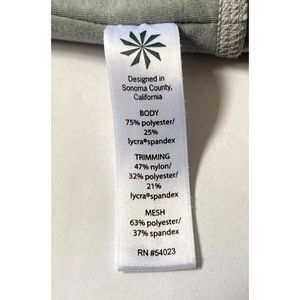 Designed in
Sonoma County,
California
BODY
75% polyester/
25%
lycra®spandex
TRIMMING
47% nylon/
32% polyester/
21%
lycra®spandex
MESH
63% polyester/
37% spandex
RN #54023